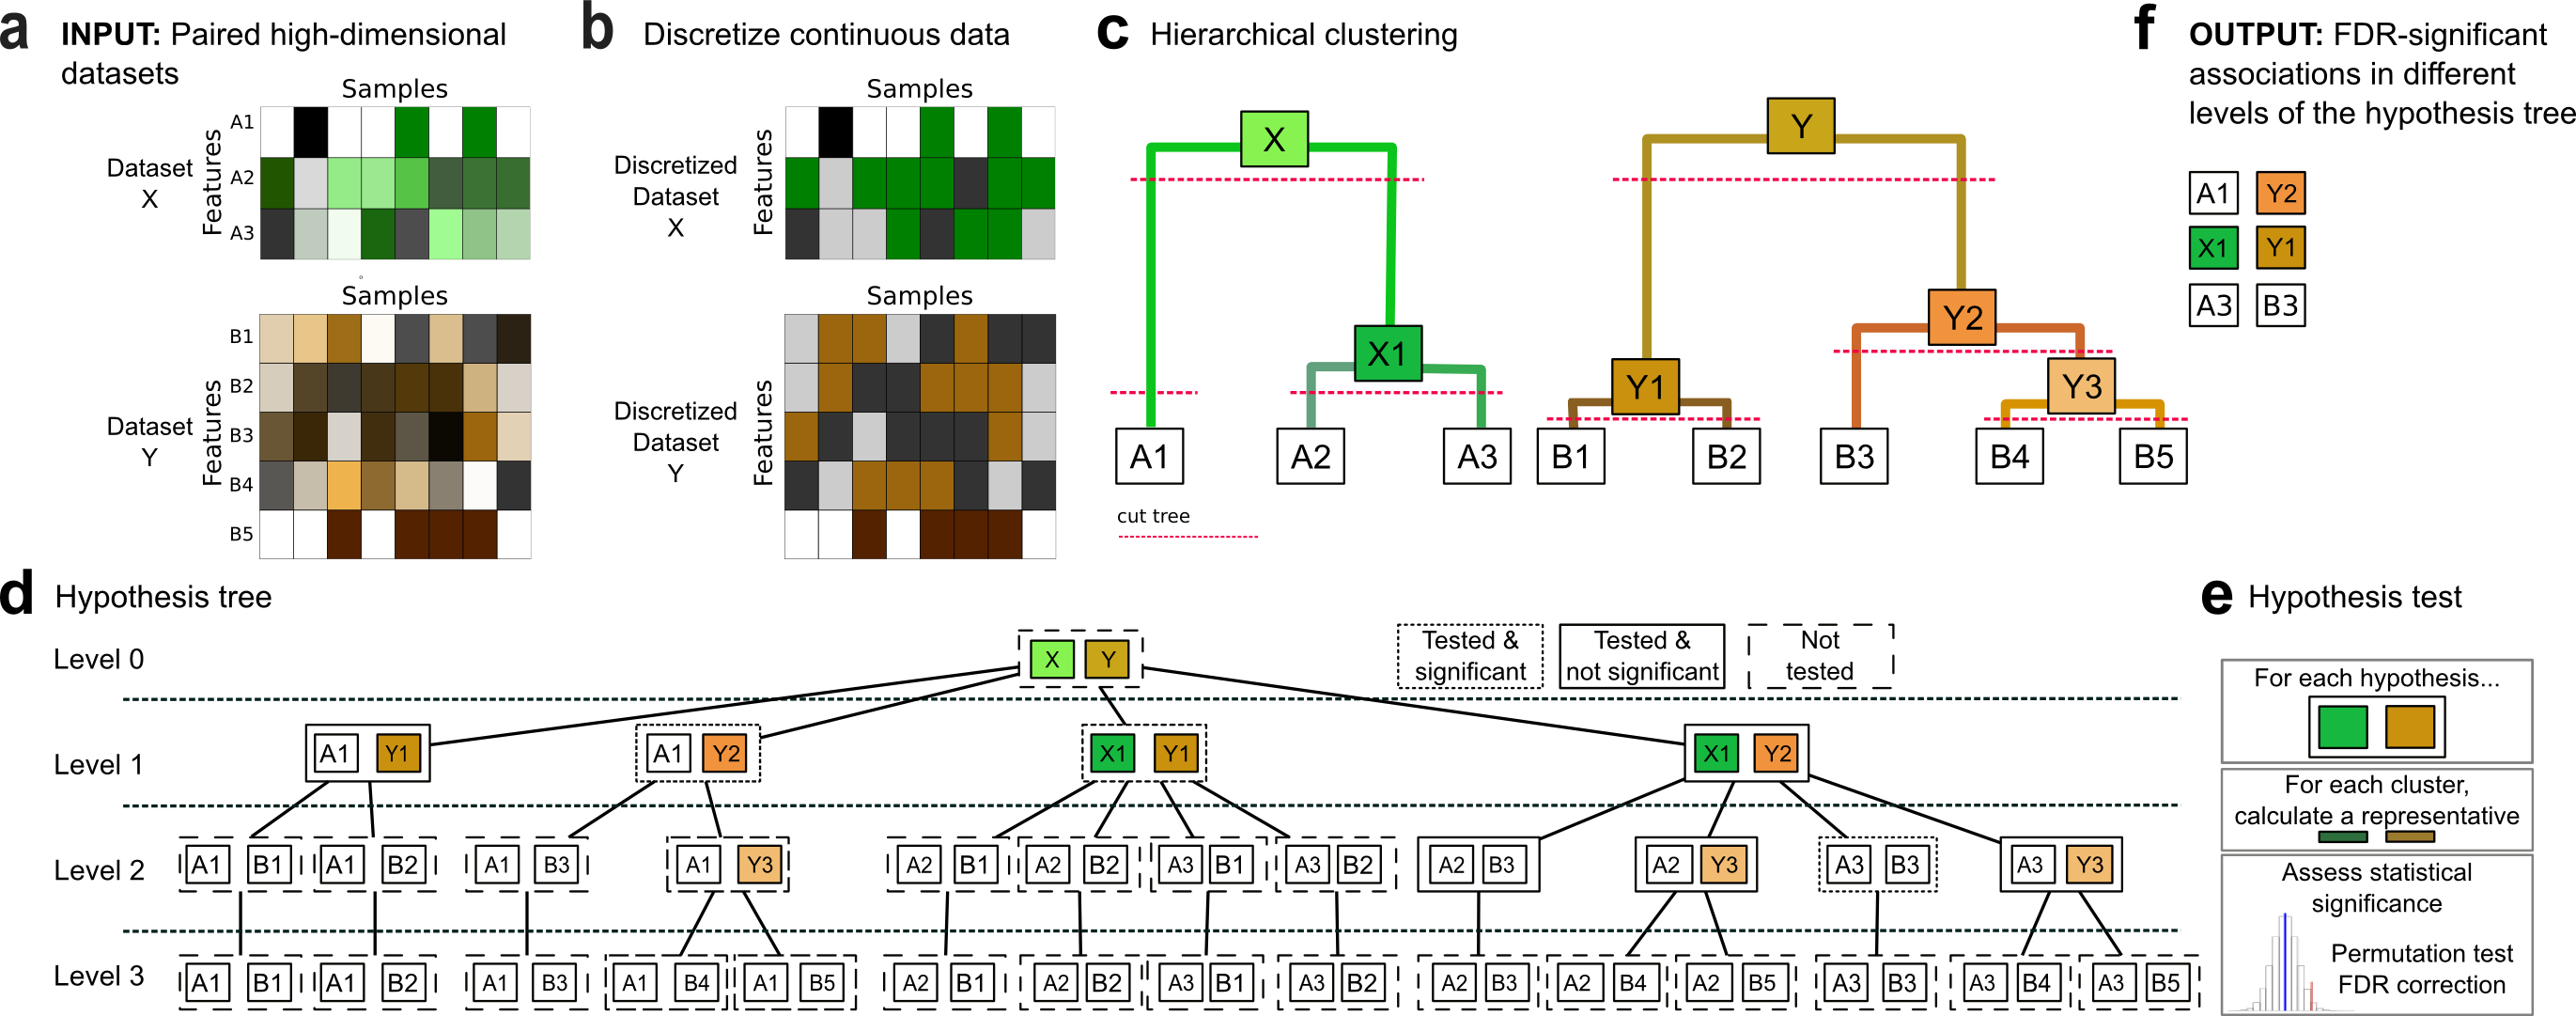 a
INPUT: Paired high-dimensional
datasets
Samples
Dataset
X
Features
A1
A2
A3
Samples
Dataset
Y
Features
B1
B2
B3
B4
B5
b
Discretize continuous data
Samples
Discretized
Dataset
X
Features
Samples
Discretized
Dataset
Y
Features
c
Hierarchical clustering
X
Y
X1
Y2
Y1
Y3
A1
A2
A3
B1
B2
B3
B4
B5
cut tree
f
OUTPUT: FDR-significant
associations in different
levels of the hypothesis tree
A1 Y2
X1 Y1
A3 B3
d
Hypothesis tree
Level 0
X Y
Tested &
significant
Tested &
not significant
Not
tested
Level 1
A1 Y1
A1 Y2
X1 Y1
X1 Y2
Level 2
A1 B1
A1 B2
A1 B3
A1 Y3
A2 B1
A2 B2
A3 B1
A3 B2
A2 B3
A2 Y3
A3 B3
A3 Y3
Level 3
A1 B1
A1 B2
A1 B3
A1 B4
A1 B5
A2 B1
A2 B2
A3 B1
A3 B2
A2 B3
A2 B4
A2 B5
A3 B3
A3 B4
A3 B5
e
Hypothesis test
For each hypothesis...
For each cluster,
calculate a representative
Assess statistical
significance
Permutation test
FDR correction